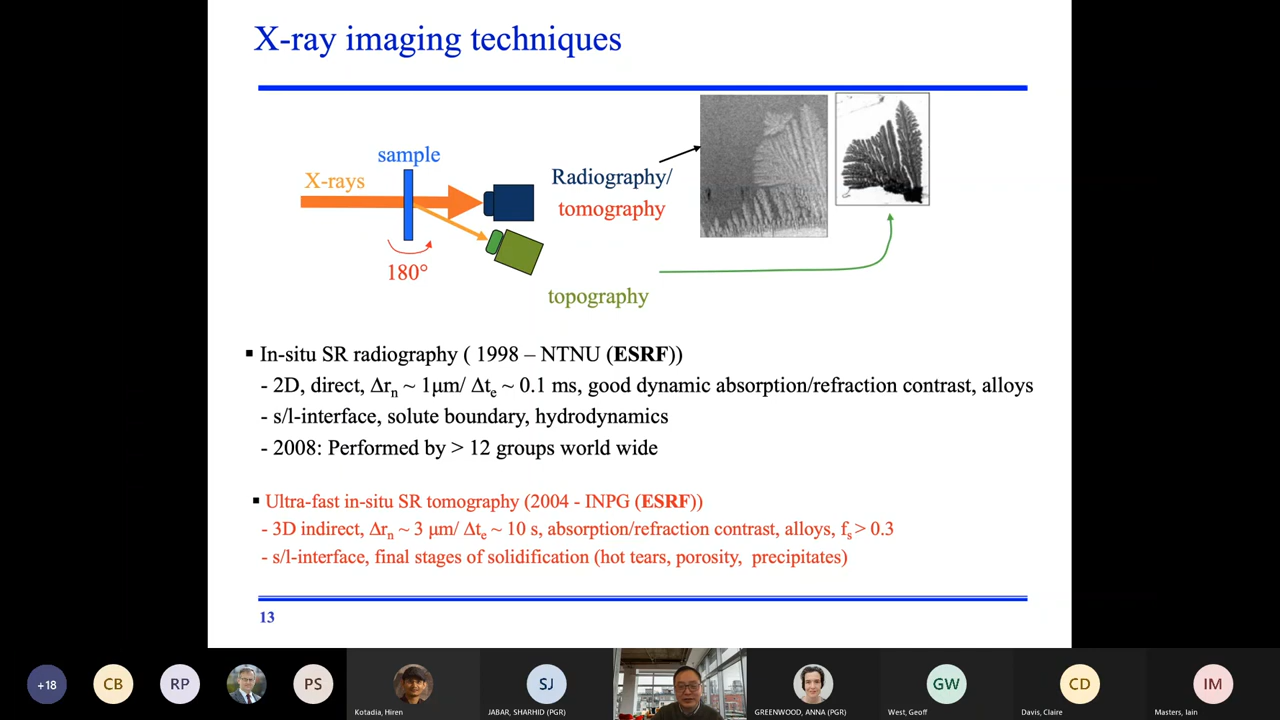 X-ray imaging techniques
sample
X-rays
180°
Radiography/
tomography
topography
▪ In-situ SR radiography ( 1998 – NTNU (ESRF))
- 2D, direct, Δrn ~ 1μm/ Δte ~ 0.1 ms, good dynamic absorption/refraction contrast, alloys
- s/l-interface, solute boundary, hydrodynamics
- 2008: Performed by > 12 groups world wide
▪ Ultra-fast in-situ SR tomography (2004 - INPG (ESRF))
- 3D indirect, Δrn ~ 3 μm/ Δte ~ 10 s, absorption/refraction contrast, alloys, fs > 0.3
- s/l-interface, final stages of solidification (hot tears, porosity, precipitates)
13
+18
CB
RP
PS
Kotadia, Hiren
SJ
JABAR, SHARHID (PGR)
GREENWOOD, ANNA (PGR)
GW
West, Geoff
CD
Davis, Claire
IM
Masters, Iain